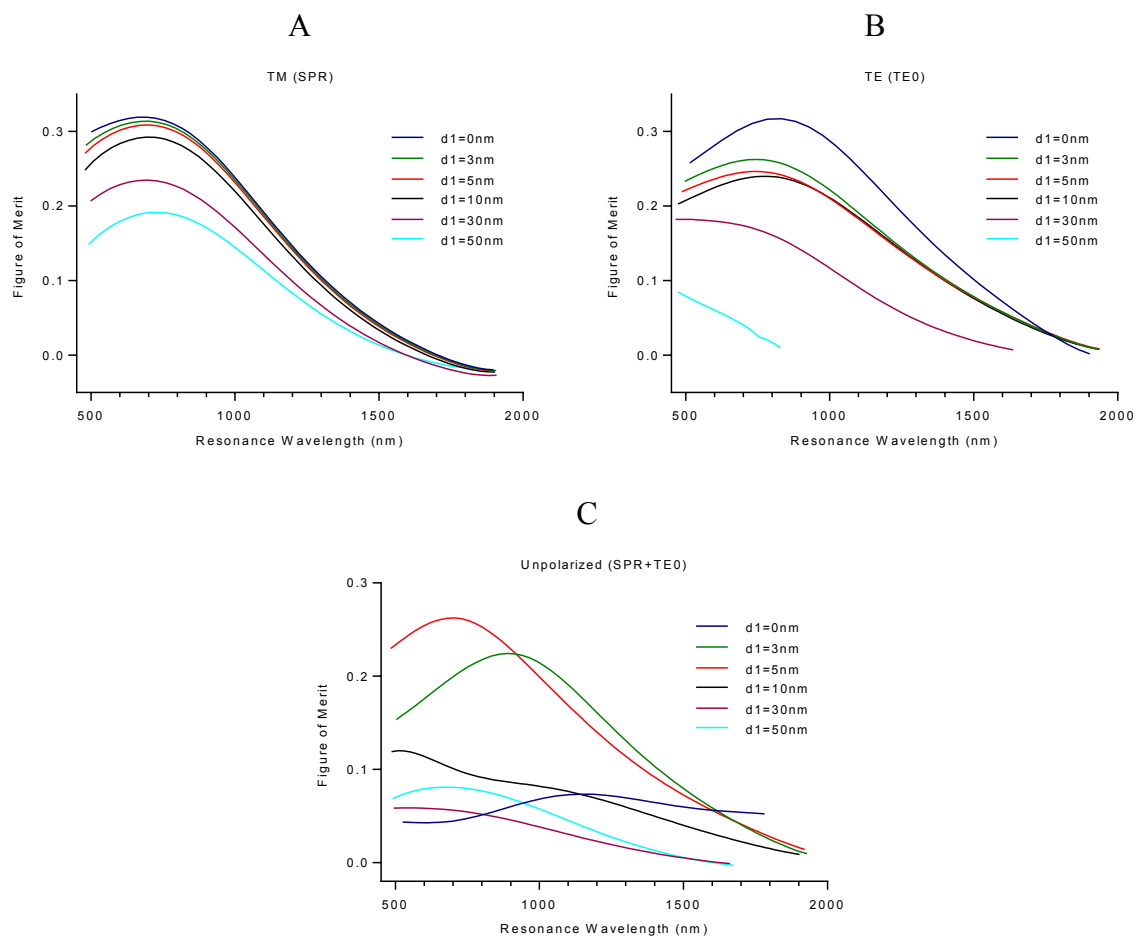 A
TM (SPR)
Figure of Merit
0.3
0.2
0.1
0.0
d1=0nm
d1=3nm
d1=5nm
d1=10nm
d1=30nm
d1=50nm
500 1000 1500 2000
Resonance Wavelength (nm)
B
TE (TE0)
Figure of Merit
0.3
0.2
0.1
0.0
d1=0nm
d1=3nm
d1=5nm
d1=10nm
d1=30nm
d1=50nm
500 1000 1500 2000
Resonance Wavelength (nm)
C
Unpolarized (SPR+TE0)
Figure of Merit
0.3
0.2
0.1
0.0
d1=0nm
d1=3nm
d1=5nm
d1=10nm
d1=30nm
d1=50nm
500 1000 1500 2000
Resonance Wavelength (nm)